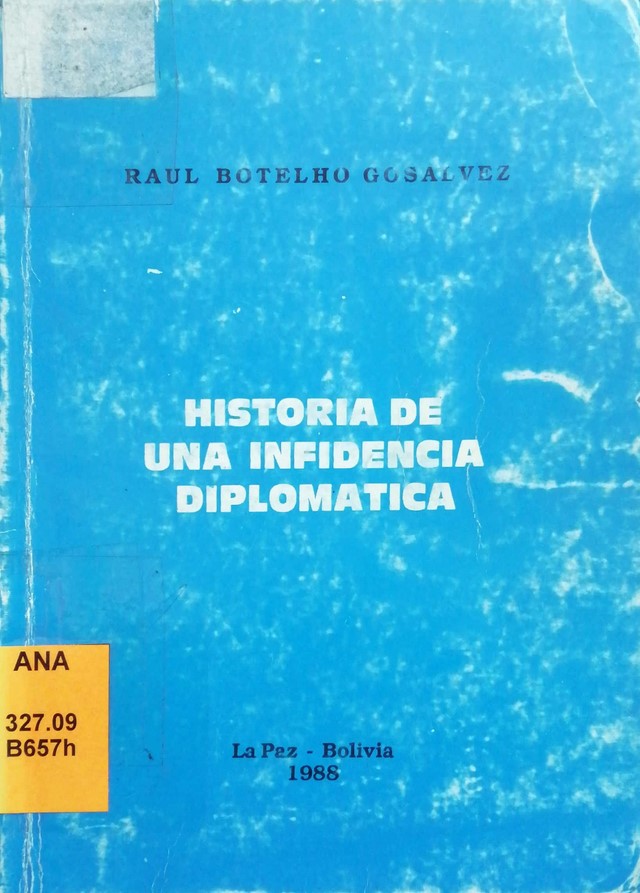 RAUL BOTELHO GOSALVEZ
HISTORIA DE
UNA INFIDENCIA
DIPLOMATICA
ANA
327.09
B657h
La Paz - Bolivia
1988